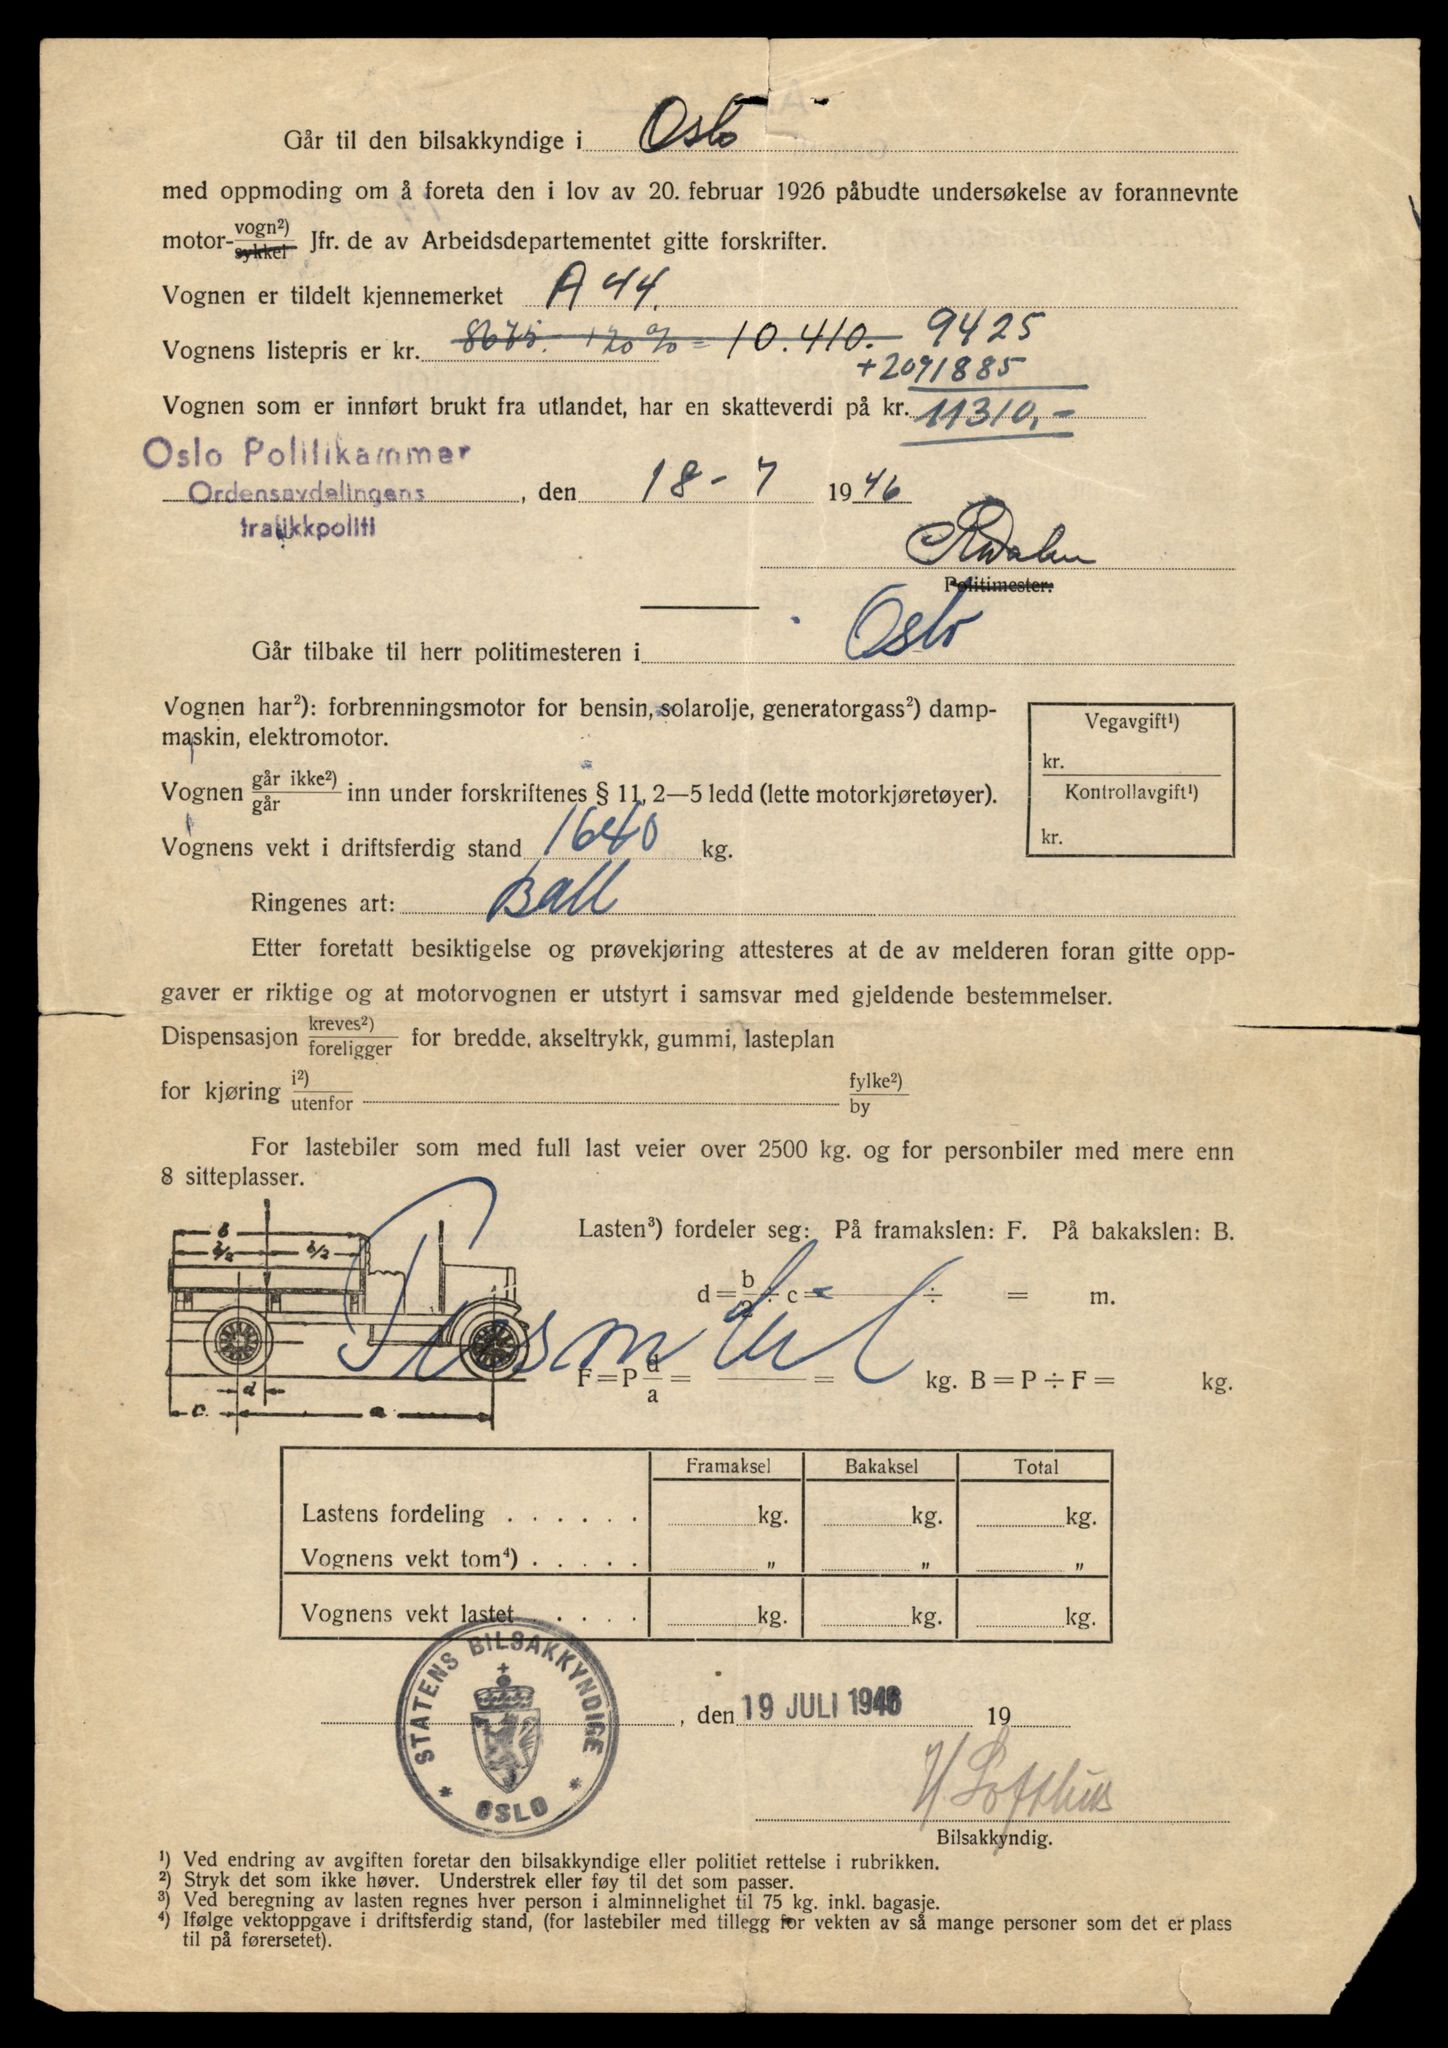 Går til den bilsakkyndige i Oslo
med oppmoding om å foreta den i lov av 20. februar 1926 påbudte undersøkelse av forannevnte
motor- vogn²) / sykkel Jfr. de av Arbeidsdepartementet gitte forskrifter.
Vognen er tildelt kjennemerket A 44.
Vognens listepris er kr. 8675. +20% = 10.410. 9425
+20% 1885
Vognen som er innført brukt fra utlandet, har en skatteverdi på kr. 11310,-
Oslo Politikammer
Ordensavdelingens , den 18 - 7 1946
trafikkpoliti
Politimester.
Går tilbake til herr politimesteren i Oslo
Vognen har²): forbrenningsmotor for bensin, solarolje, generatorgass²) damp-
maskin, elektromotor.
Vegavgift¹)
kr.
Kontrollavgift¹)
kr.
Vognen går ikke²) / går inn under forskriftenes § 11, 2—5 ledd (lette motorkjøretøyer).
Vognens vekt i driftsferdig stand 1640 kg.
Ringenes art: Ball
Etter foretatt besiktigelse og prøvekjøring attesteres at de av melderen foran gitte opp-
gaver er riktige og at motorvognen er utstyrt i samsvar med gjeldende bestemmelser.
Dispensasjon kreves²) / foreligger for bredde, akseltrykk, gummi, lasteplan
for kjøring i²) / utenfor fylke²) / by
For lastebiler som med full last veier over 2500 kg. og for personbiler med mere enn
8 sitteplasser.
Lasten³) fordeler seg: På framakslen: F. På bakakslen: B.
b
b/2 b/2
d = b/2 ÷ c = ÷ = m.
Personbil
F = P d/a = = kg. B = P ÷ F = kg.
d
c. a
Framaksel Bakaksel Total
Lastens fordeling . . . . . . kg. kg. kg.
Vognens vekt tom⁴) . . . . . „ „ „
Vognens vekt lastet . . . . . kg. kg. kg.
STATENS BILSAKKYNDIGE
* OSLO *
, den 19 JULI 1946 19
H. Lofthus
Bilsakkyndig.
¹) Ved endring av avgiften foretar den bilsakkyndige eller politiet rettelse i rubrikken.
²) Stryk det som ikke høver. Understrek eller føy til det som passer.
³) Ved beregning av lasten regnes hver person i alminnelighet til 75 kg. inkl. bagasje.
⁴) Ifølge vektoppgave i driftsferdig stand, (for lastebiler med tillegg for vekten av så mange personer som det er plass
til på førersetet).